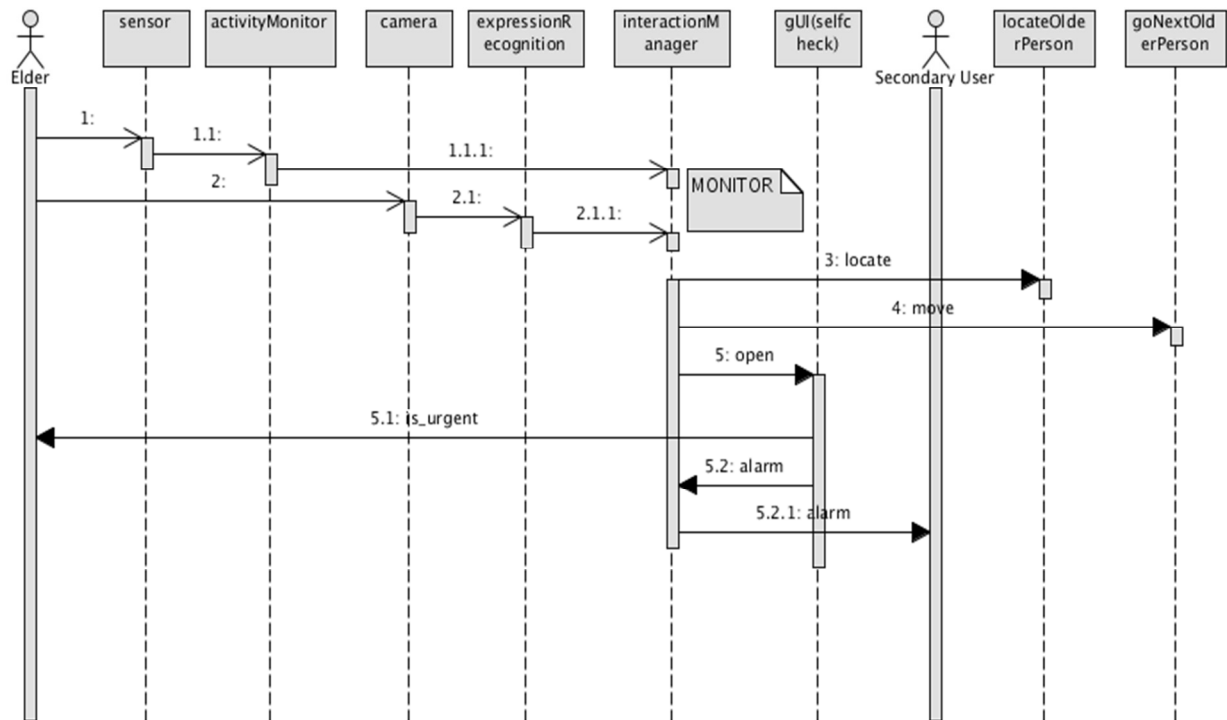 sensor
activityMonitor
camera
expressionR
ecognition
interactionM
anager
gUI(selfc
heck)
locateOlde
rPerson
goNextOld
erPerson
Elder
Secondary User
1:
1.1:
1.1.1:
MONITOR
2:
2.1:
2.1.1:
3: locate
4: move
5: open
5.1: is_urgent
5.2: alarm
5.2.1: alarm